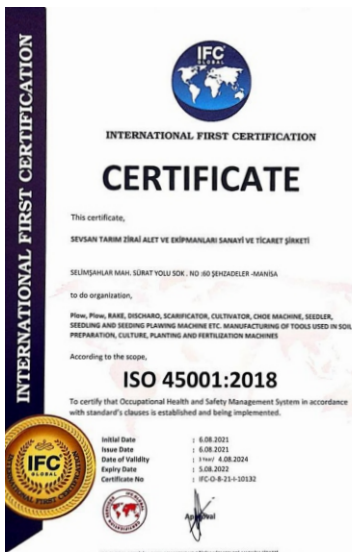 IFC
GLOBAL
INTERNATIONAL FIRST CERTIFICATION
INTERNATIONAL FIRST CERTIFICATION
CERTIFICATE
This certificate,
SEVSAN TARIM ZİRAİ ALET VE EKİPMANLARI SANAYİ VE TİCARET ŞİRKETİ
SELİMŞAHLAR MAH. SÜRAT YOLU SOK . NO :60 ŞEHZADELER -MANİSA
to do organization,
Plow, Plow, RAKE, DISCHARO, SCARIFICATOR, CULTIVATOR, CHOE MACHINE, SEEDLER,
SEEDLING AND SEEDING PLAWING MACHINE ETC. MANUFACTURING OF TOOLS USED IN SOIL
PREPARATION, CULTURE, PLANTING AND FERTILIZATION MACHINES
According to the scope,
ISO 45001:2018
To certify that Occupational Health and Safety Management System in accordance
with standard's clauses is established and being implemented.
Initial Date : 6.08.2021
Issue Date : 6.08.2021
Date of Validity : 3 Year/ 4.08.2024
Expiry Date : 5.08.2022
Certificate No : IFC-O-8-21-I-10132
IFC
GLOBAL
Approval